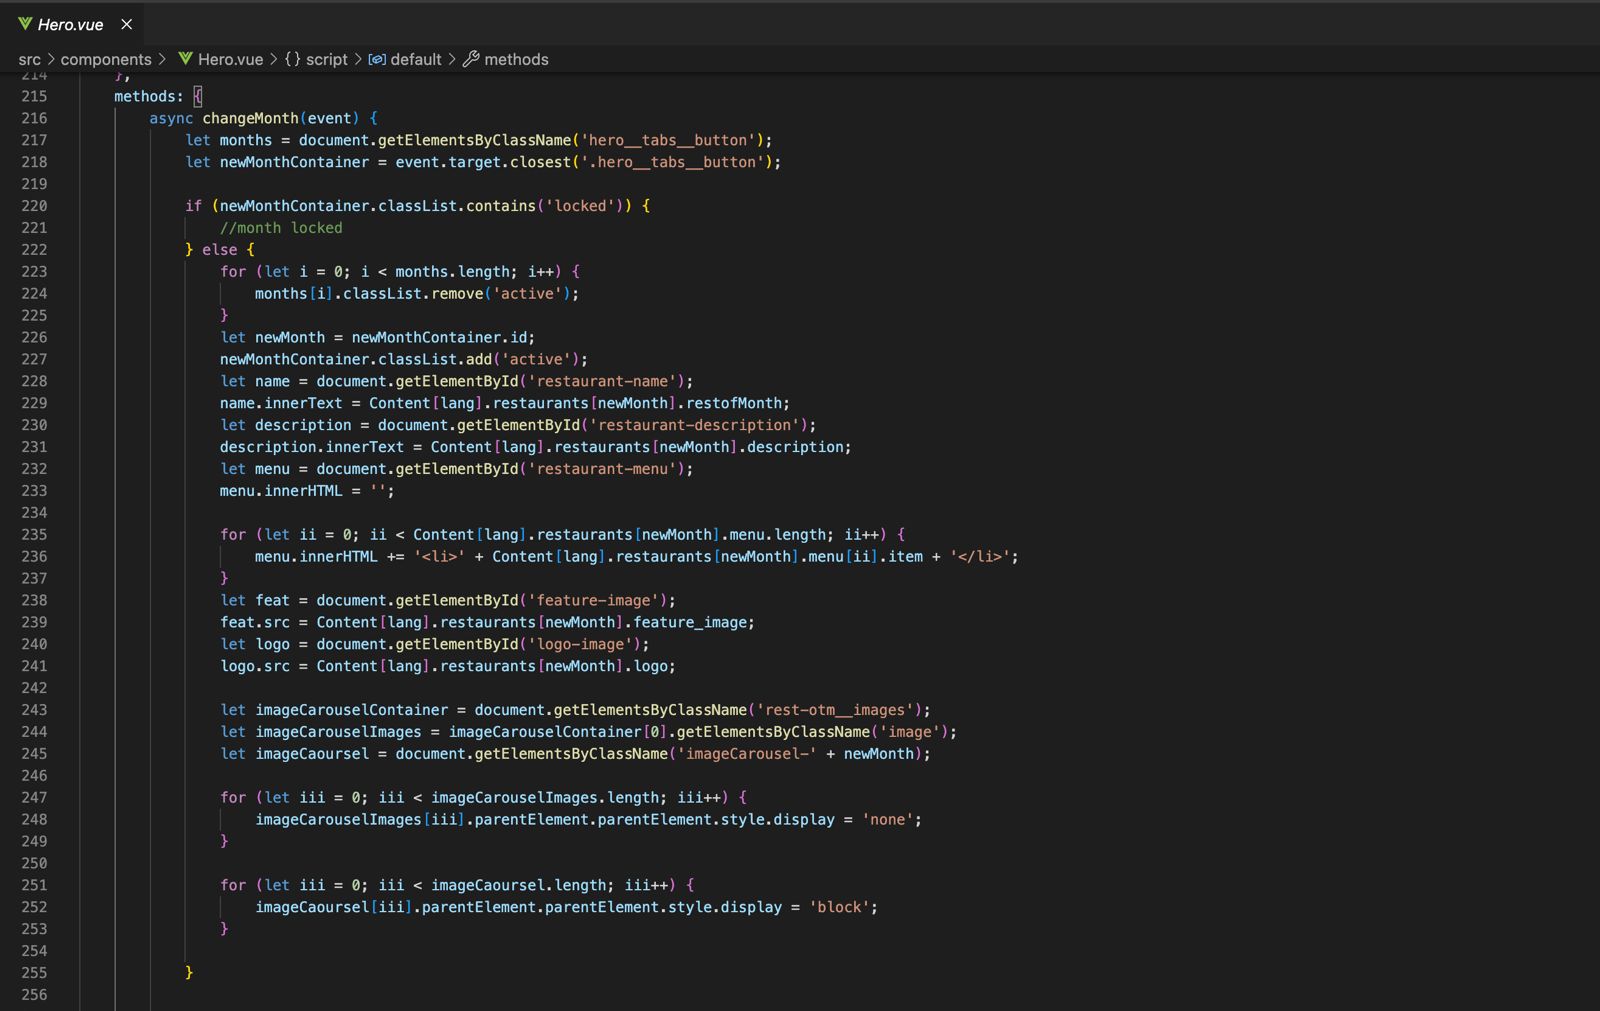 Hero.vue
src > components > Hero.vue > {} script > default > methods
214 },
215 methods: {
216 async changeMonth(event) {
217 let months = document.getElementsByClassName('hero__tabs__button');
218 let newMonthContainer = event.target.closest('.hero__tabs__button');
219
220 if (newMonthContainer.classList.contains('locked')) {
221 //month locked
222 } else {
223 for (let i = 0; i < months.length; i++) {
224 months[i].classList.remove('active');
225 }
226 let newMonth = newMonthContainer.id;
227 newMonthContainer.classList.add('active');
228 let name = document.getElementById('restaurant-name');
229 name.innerText = Content[lang].restaurants[newMonth].restofMonth;
230 let description = document.getElementById('restaurant-description');
231 description.innerText = Content[lang].restaurants[newMonth].description;
232 let menu = document.getElementById('restaurant-menu');
233 menu.innerHTML = '';
234
235 for (let ii = 0; ii < Content[lang].restaurants[newMonth].menu.length; ii++) {
236 menu.innerHTML += '<li>' + Content[lang].restaurants[newMonth].menu[ii].item + '</li>';
237 }
238 let feat = document.getElementById('feature-image');
239 feat.src = Content[lang].restaurants[newMonth].feature_image;
240 let logo = document.getElementById('logo-image');
241 logo.src = Content[lang].restaurants[newMonth].logo;
242
243 let imageCarouselContainer = document.getElementsByClassName('rest-otm__images');
244 let imageCarouselImages = imageCarouselContainer[0].getElementsByClassName('image');
245 let imageCaoursel = document.getElementsByClassName('imageCarousel-' + newMonth);
246
247 for (let iii = 0; iii < imageCarouselImages.length; iii++) {
248 imageCarouselImages[iii].parentElement.parentElement.style.display = 'none';
249 }
250
251 for (let iii = 0; iii < imageCaoursel.length; iii++) {
252 imageCaoursel[iii].parentElement.parentElement.style.display = 'block';
253 }
254
255 }
256